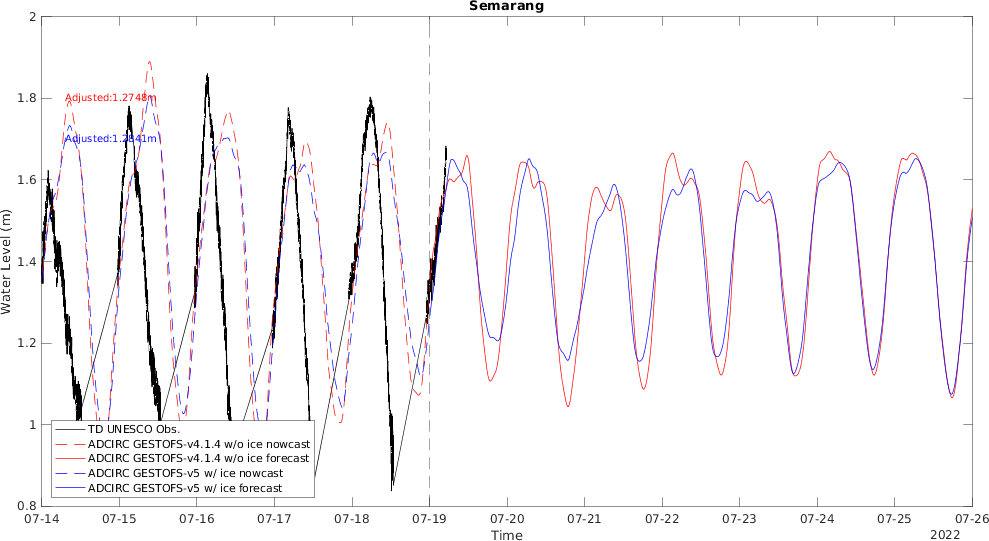 Semarang
2
1.8
1.6
1.4
1.2
1
0.8
Water Level (m)
Adjusted:1.2748m
Adjusted:1.2841m
TD UNESCO Obs.
ADCIRC GESTOFS-v4.1.4 w/o ice nowcast
ADCIRC GESTOFS-v4.1.4 w/o ice forecast
ADCIRC GESTOFS-v5 w/ ice nowcast
ADCIRC GESTOFS-v5 w/ ice forecast
07-14 07-15 07-16 07-17 07-18 07-19 07-20 07-21 07-22 07-23 07-24 07-25 07-26
Time
2022